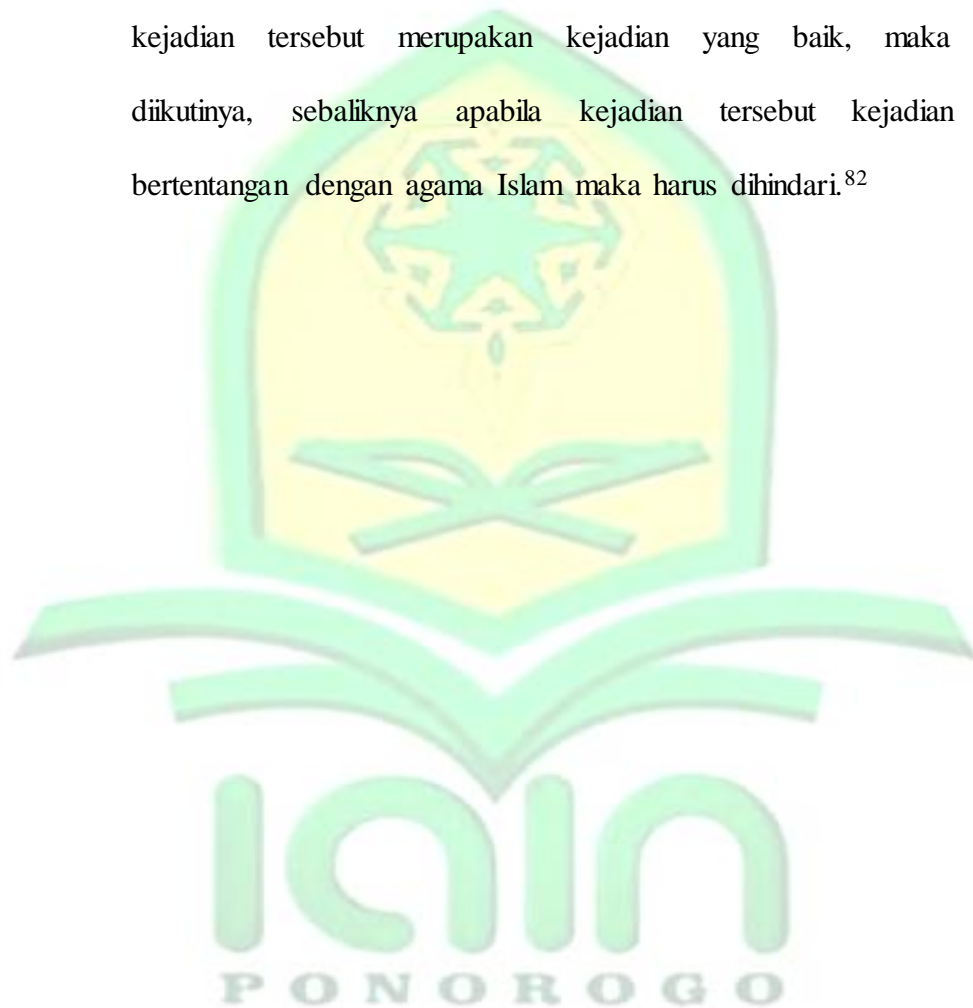 kejadian tersebut merupakan kejadian yang baik, maka
diikutinya, sebaliknya apabila kejadian tersebut kejadian
bertentangan dengan agama Islam maka harus dihindari.82
IAIN
PONOROGO